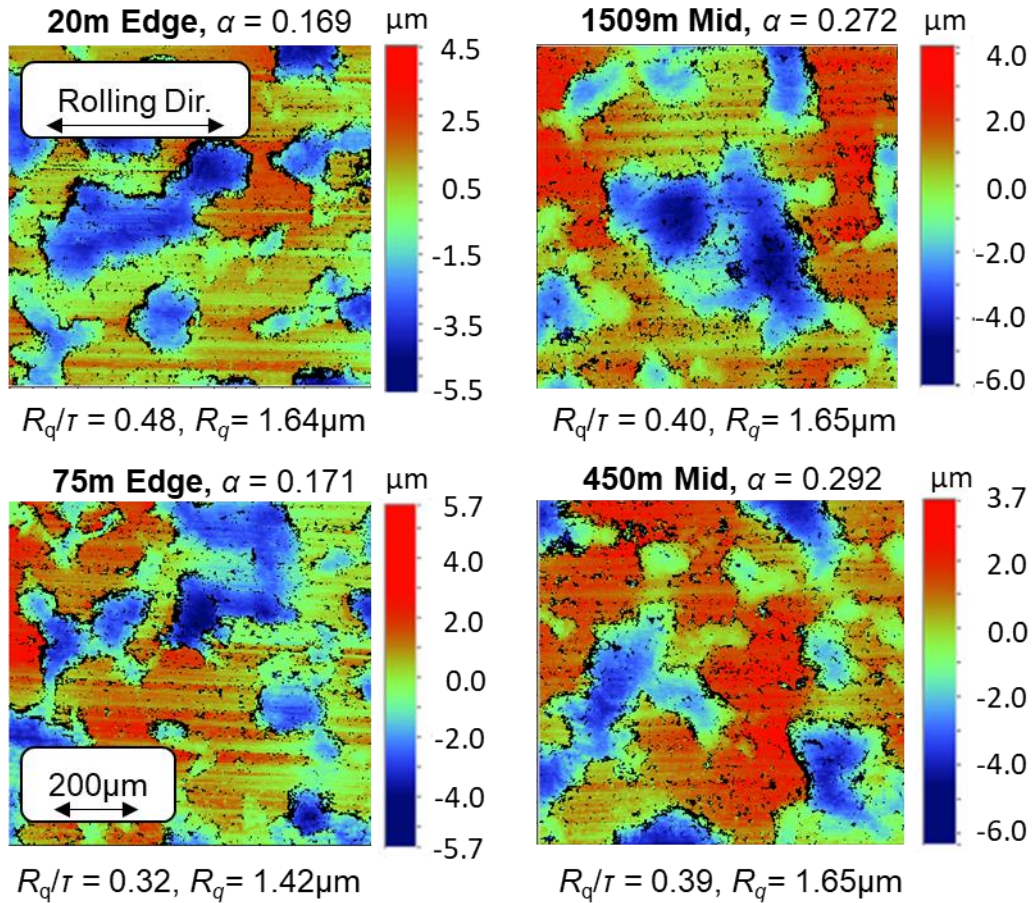 20m Edge, α = 0.169
µm
Rolling Dir.
4.5
2.5
0.5
-1.5
-3.5
-5.5
Rq/τ = 0.48, Rq= 1.64µm
1509m Mid, α = 0.272
µm
4.0
2.0
0.0
-2.0
-4.0
-6.0
Rq/τ = 0.40, Rq= 1.65µm
75m Edge, α = 0.171
µm
5.7
4.0
2.0
0.0
-2.0
-4.0
-5.7
200µm
Rq/τ = 0.32, Rq= 1.42µm
450m Mid, α = 0.292
µm
3.7
2.0
0.0
-2.0
-4.0
-6.0
Rq/τ = 0.39, Rq= 1.65µm